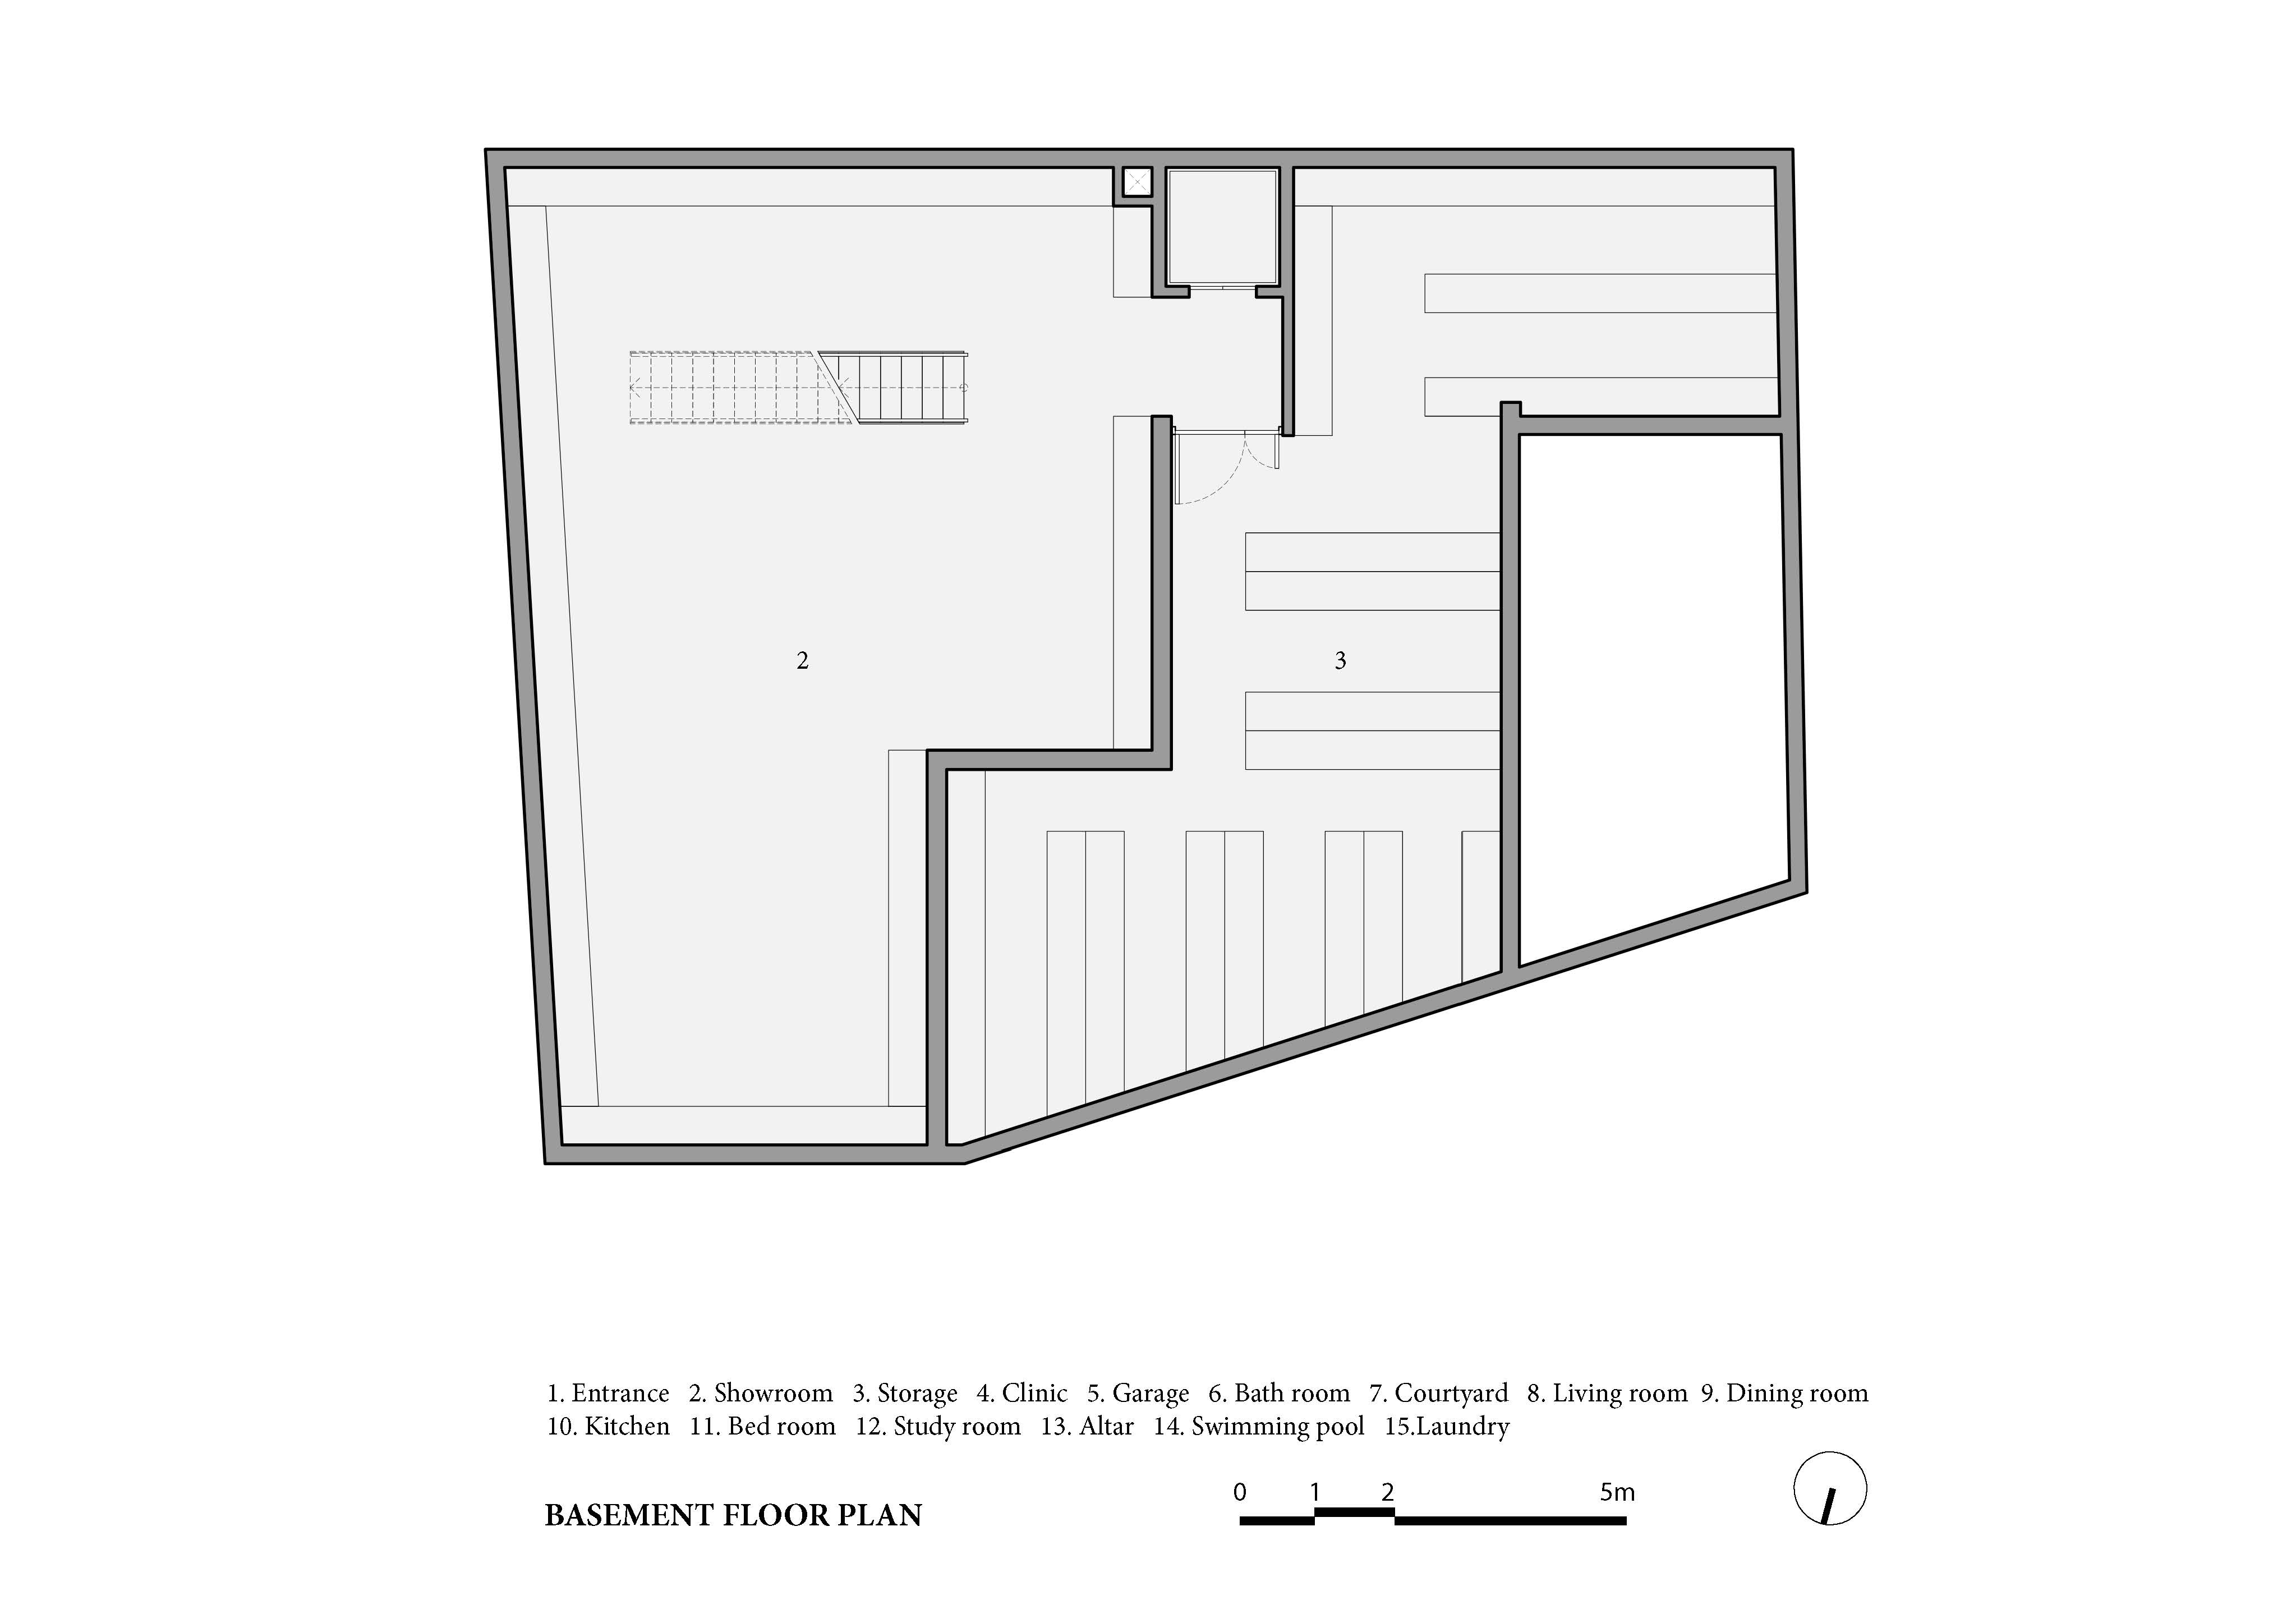 2
3
1. Entrance 2. Showroom 3. Storage 4. Clinic 5. Garage 6. Bath room 7. Courtyard 8. Living room 9. Dining room
10. Kitchen 11. Bed room 12. Study room 13. Altar 14. Swimming pool 15.Laundry
0 1 2 5m
BASEMENT FLOOR PLAN